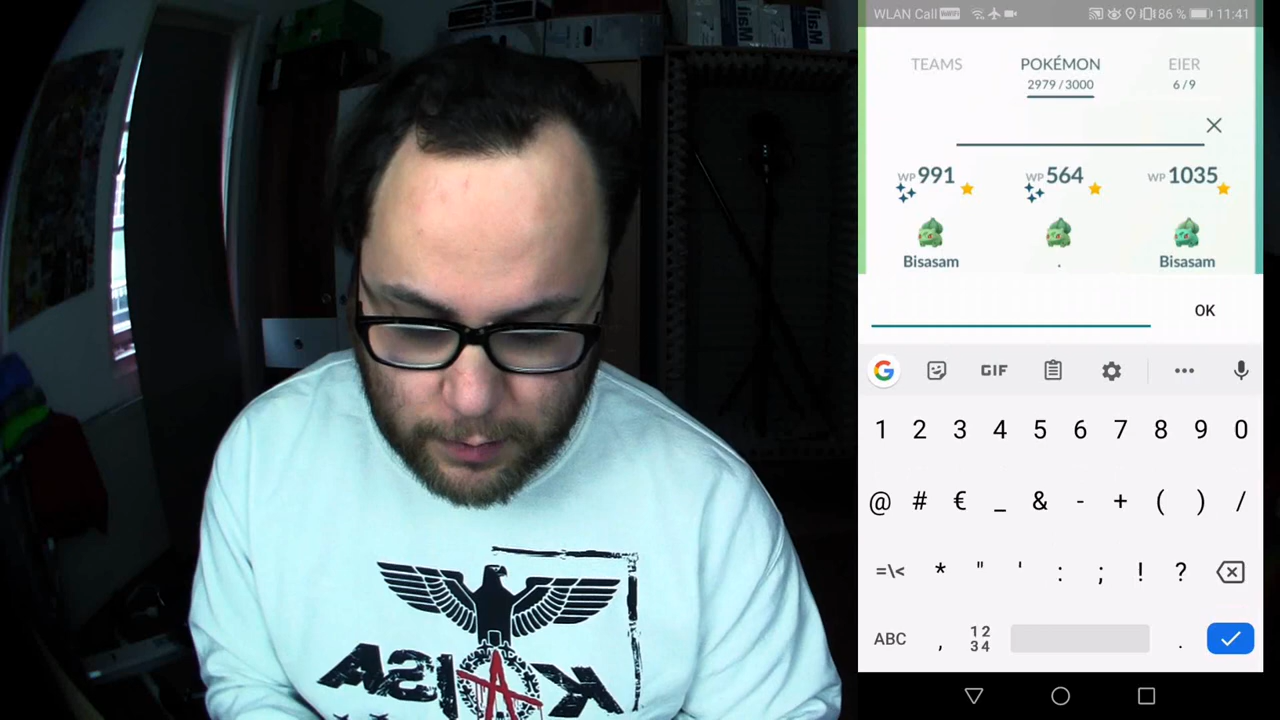 WLAN Call 86 % 11:41
TEAMS POKÉMON EIER
2979 / 3000 6 / 9
WP 991 WP 564 WP 1035
Bisasam . Bisasam
OK
GIF
1 2 3 4 5 6 7 8 9 0
@ # € _ & - + ( ) /
=\< * " ' : ; ! ?
ABC , 12 34 .